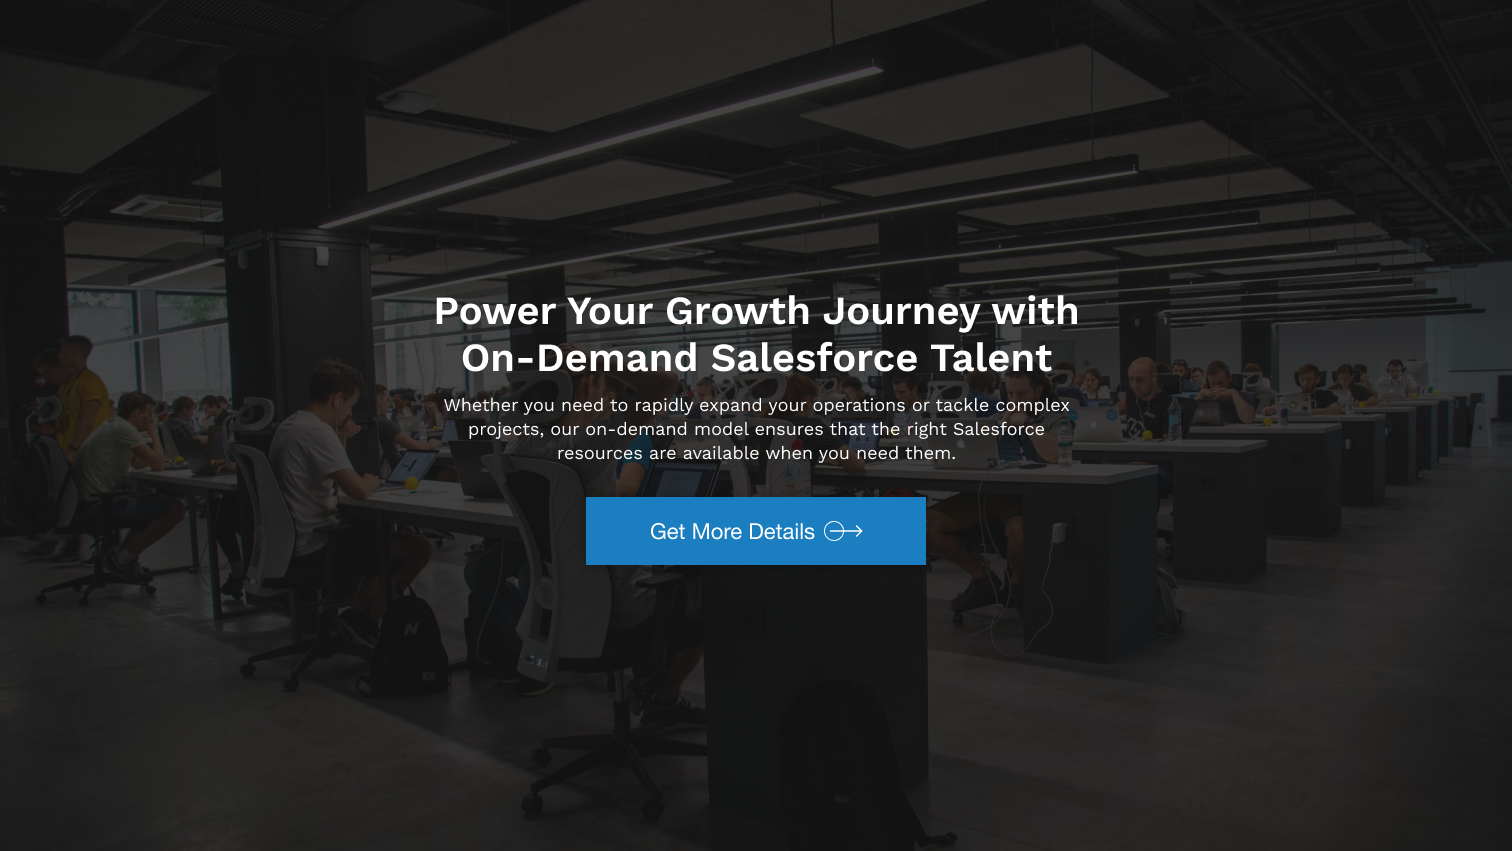 Power Your Growth Journey with
On-Demand Salesforce Talent
Whether you need to rapidly expand your operations or tackle complex
projects, our on-demand model ensures that the right Salesforce
resources are available when you need them.
Get More Details